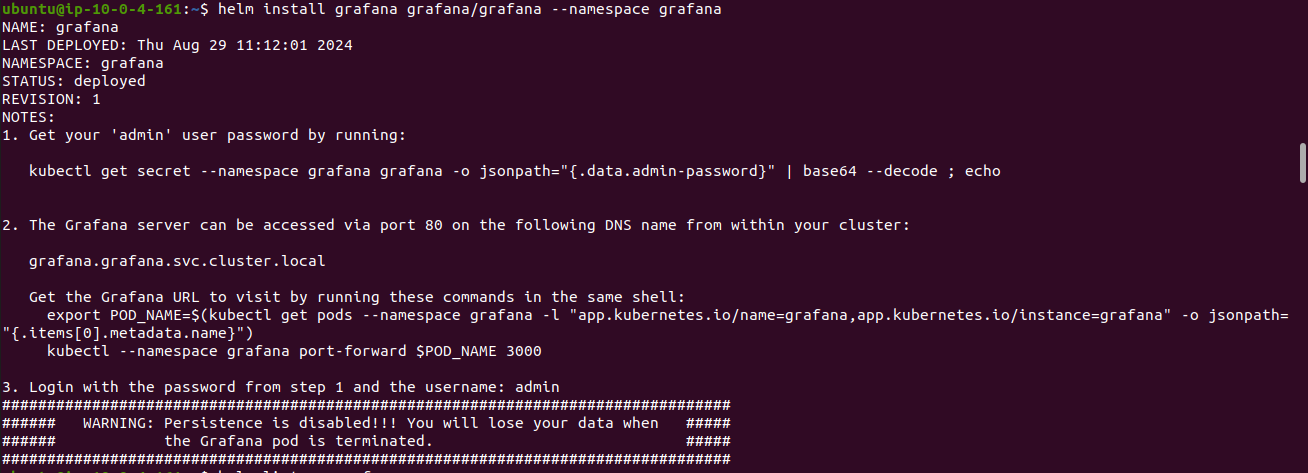 ubuntu@ip-10-0-4-161:~$ helm install grafana grafana/grafana --namespace grafana
NAME: grafana
LAST DEPLOYED: Thu Aug 29 11:12:01 2024
NAMESPACE: grafana
STATUS: deployed
REVISION: 1
NOTES:
1. Get your 'admin' user password by running:
kubectl get secret --namespace grafana grafana -o jsonpath="{.data.admin-password}" | base64 --decode ; echo
2. The Grafana server can be accessed via port 80 on the following DNS name from within your cluster:
grafana.grafana.svc.cluster.local
Get the Grafana URL to visit by running these commands in the same shell:
export POD_NAME=$(kubectl get pods --namespace grafana -l "app.kubernetes.io/name=grafana,app.kubernetes.io/instance=grafana" -o jsonpath=
"{.items[0].metadata.name}")
kubectl --namespace grafana port-forward $POD_NAME 3000
3. Login with the password from step 1 and the username: admin
#################################################################################
###### WARNING: Persistence is disabled!!! You will lose your data when #####
###### the Grafana pod is terminated. #####
#################################################################################